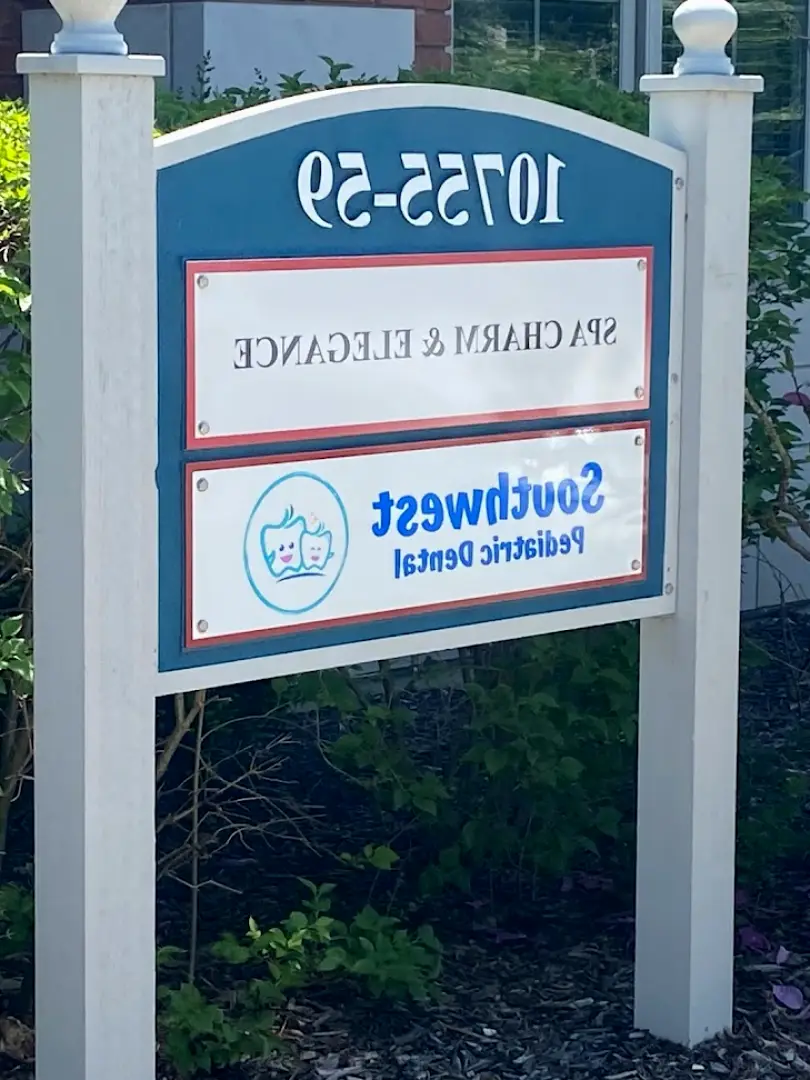 10755-59
SPA CHARM & ELEGANCE
Southwest
Pediatric Dental